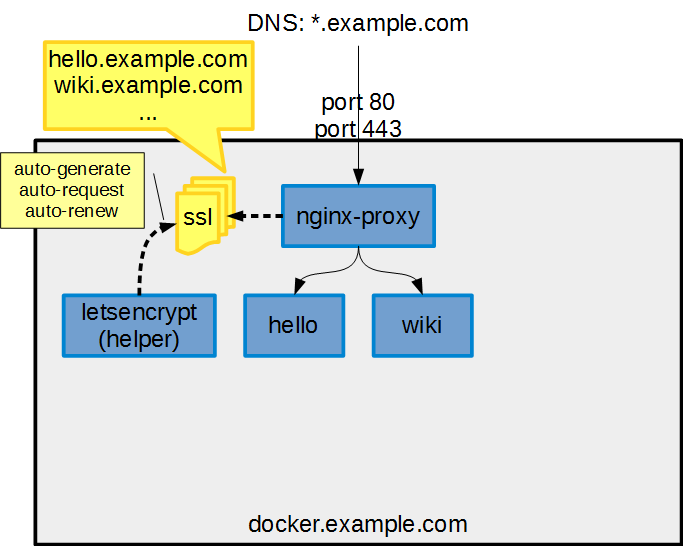 DNS: *.example.com
hello.example.com
wiki.example.com
...
port 80
port 443
auto-generate
auto-request
auto-renew
ssl
nginx-proxy
letsencrypt
(helper)
hello
wiki
docker.example.com